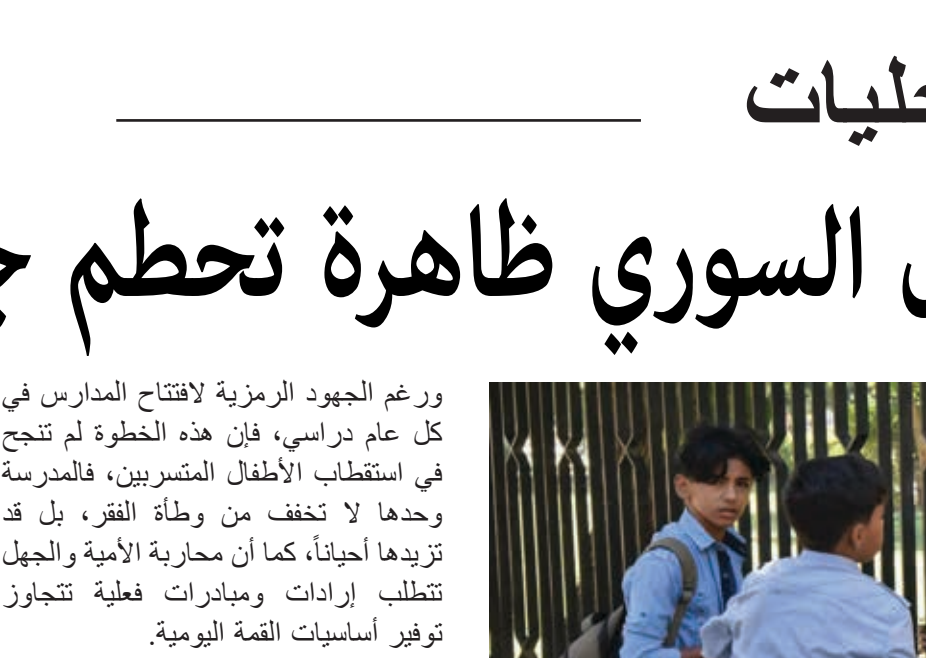 السوري ظاهرة تحطم
ورغم الجهود الرمزية لافتتاح المدارس في
كل عام دراسي، فإن هذه الخطوة لم تنجح
في استقطاب الأطفال المتسربين، فالمدرسة
وحدها لا تخفف من وطأة الفقر، بل قد
تزيدها أحياناً، كما أن محاربة الأمية والجهل
تتطلب إرادات ومبادرات فعلية تتجاوز
توفير أساسيات القمة اليومية.